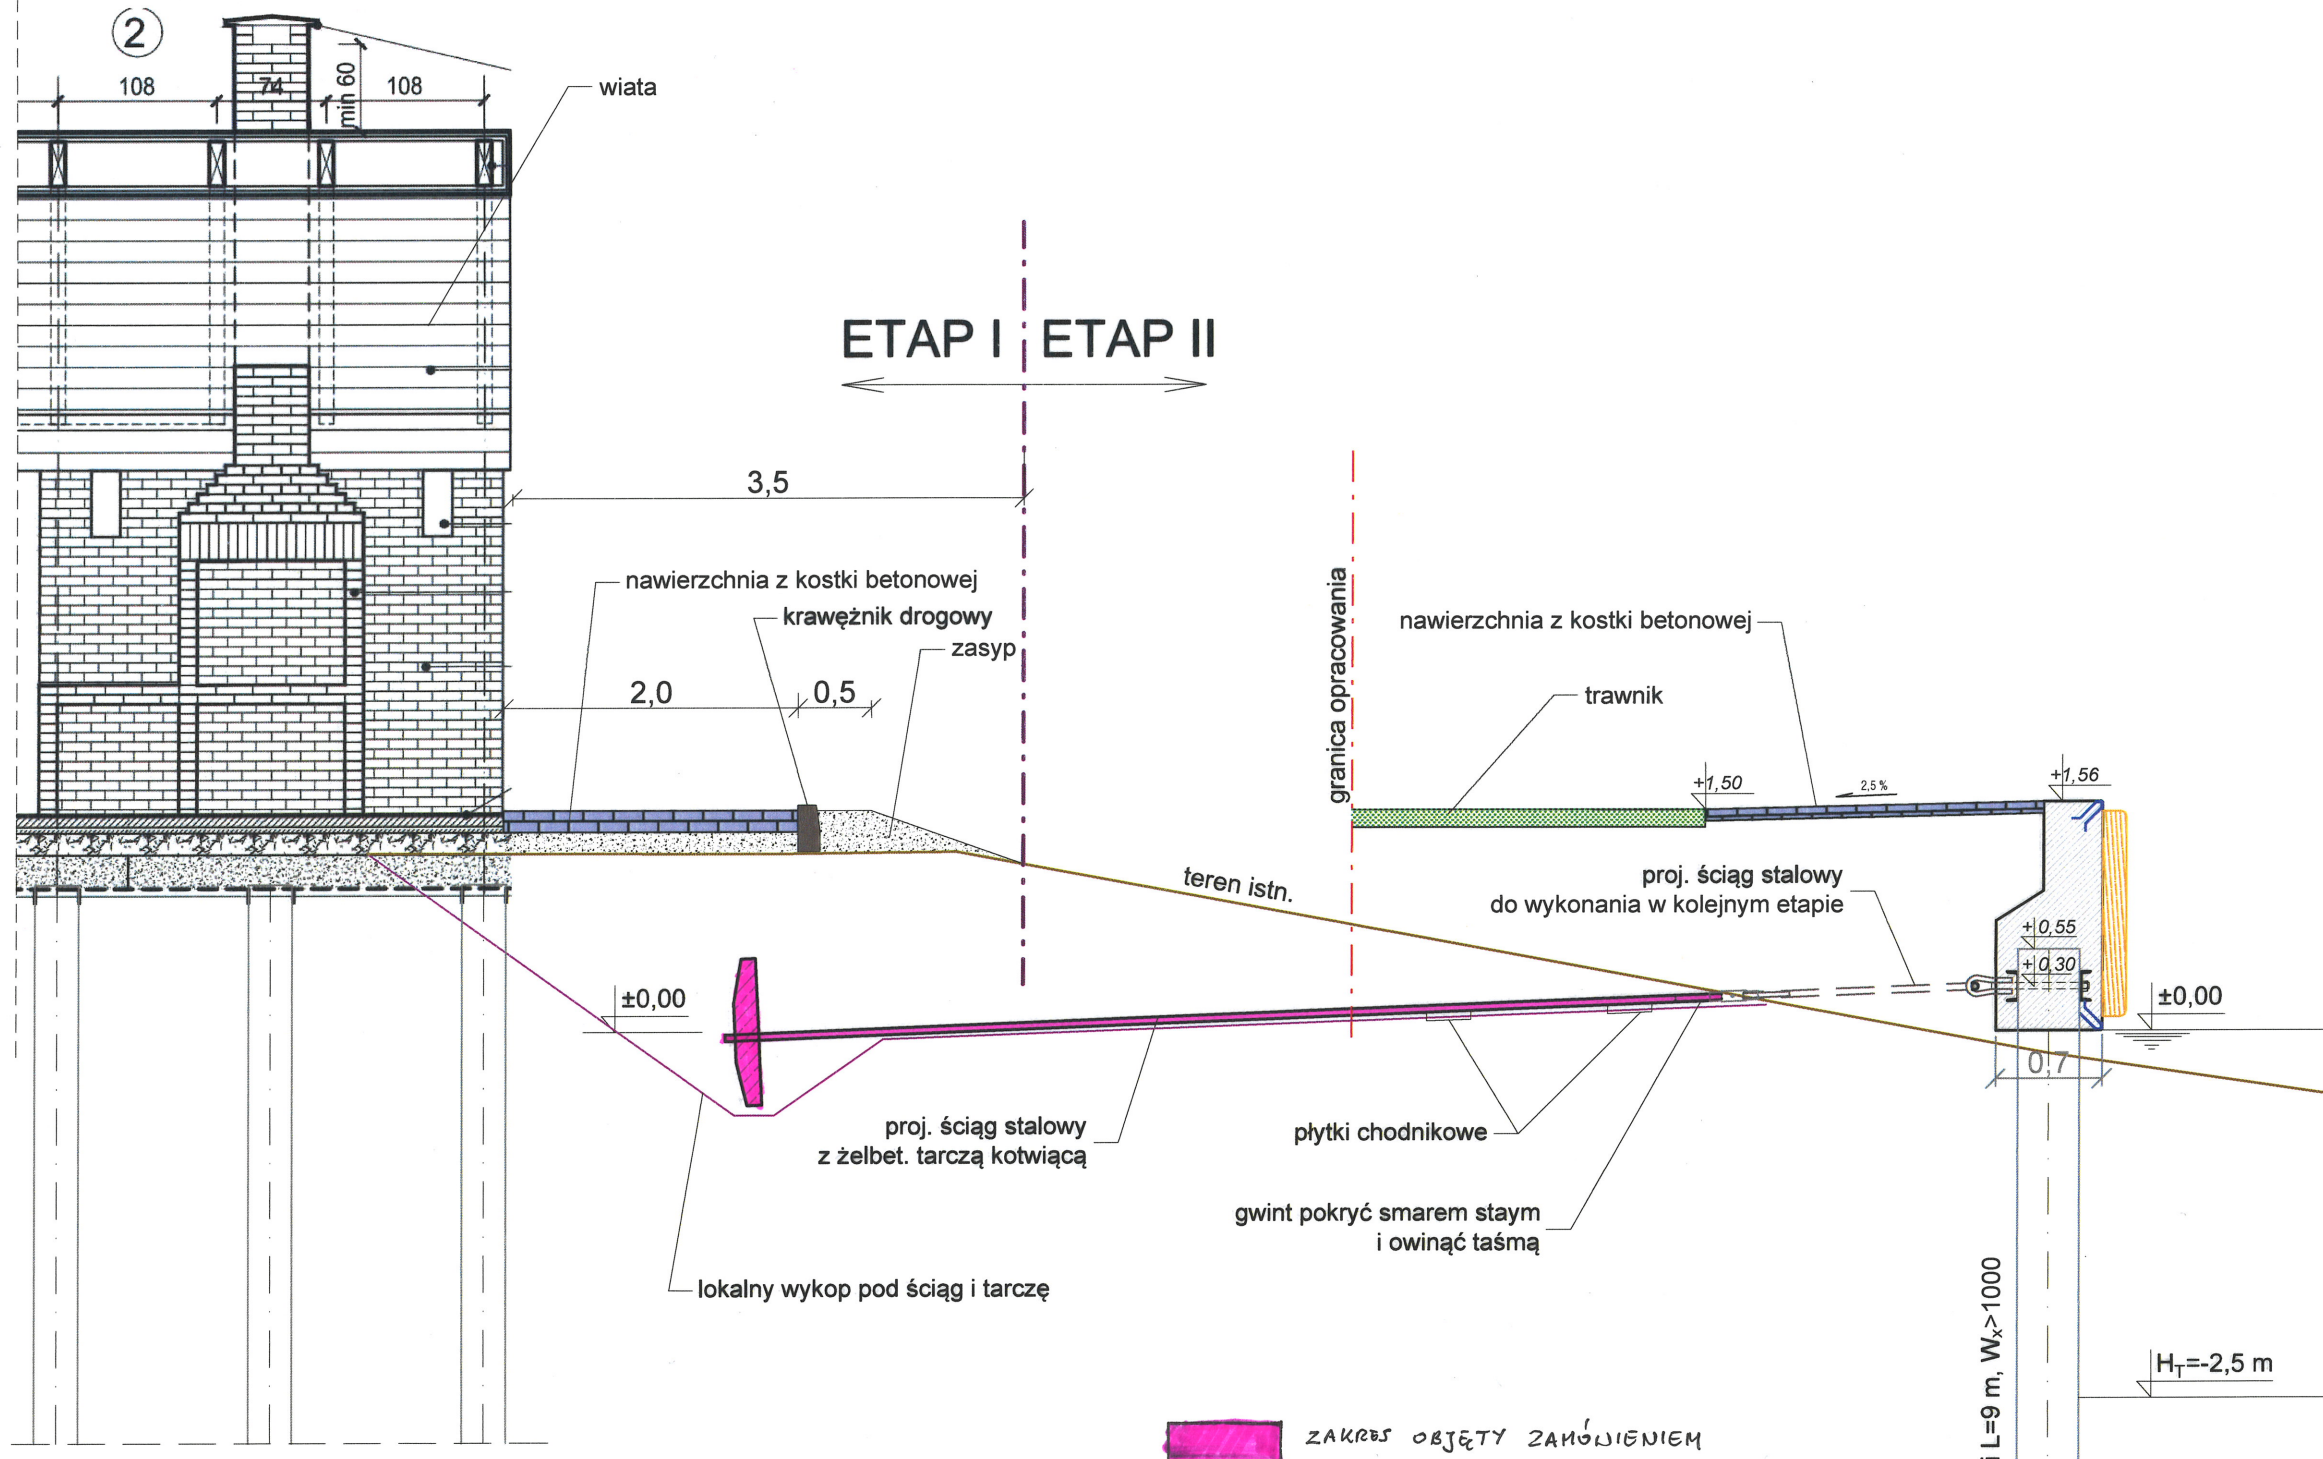 2
108
74
108
min 60
wiata
ETAP I
ETAP II
3,5
nawierzchnia z kostki betonowej
krawężnik drogowy
zasyp
2,0
0,5
granica opracowania
nawierzchnia z kostki betonowej
trawnik
+1,50
2,5 %
+1,56
teren istn.
proj. ściąg stalowy
do wykonania w kolejnym etapie
+0,55
+0,30
±0,00
±0,00
0,7
proj. ściąg stalowy
z żelbet. tarczą kotwiącą
płytki chodnikowe
gwint pokryć smarem staym
i owinąć taśmą
lokalny wykop pod ściąg i tarczę
L=9 m, Wx>1000
HT=-2,5 m
ZAKRES OBJĘTY ZAMÓWIENIEM